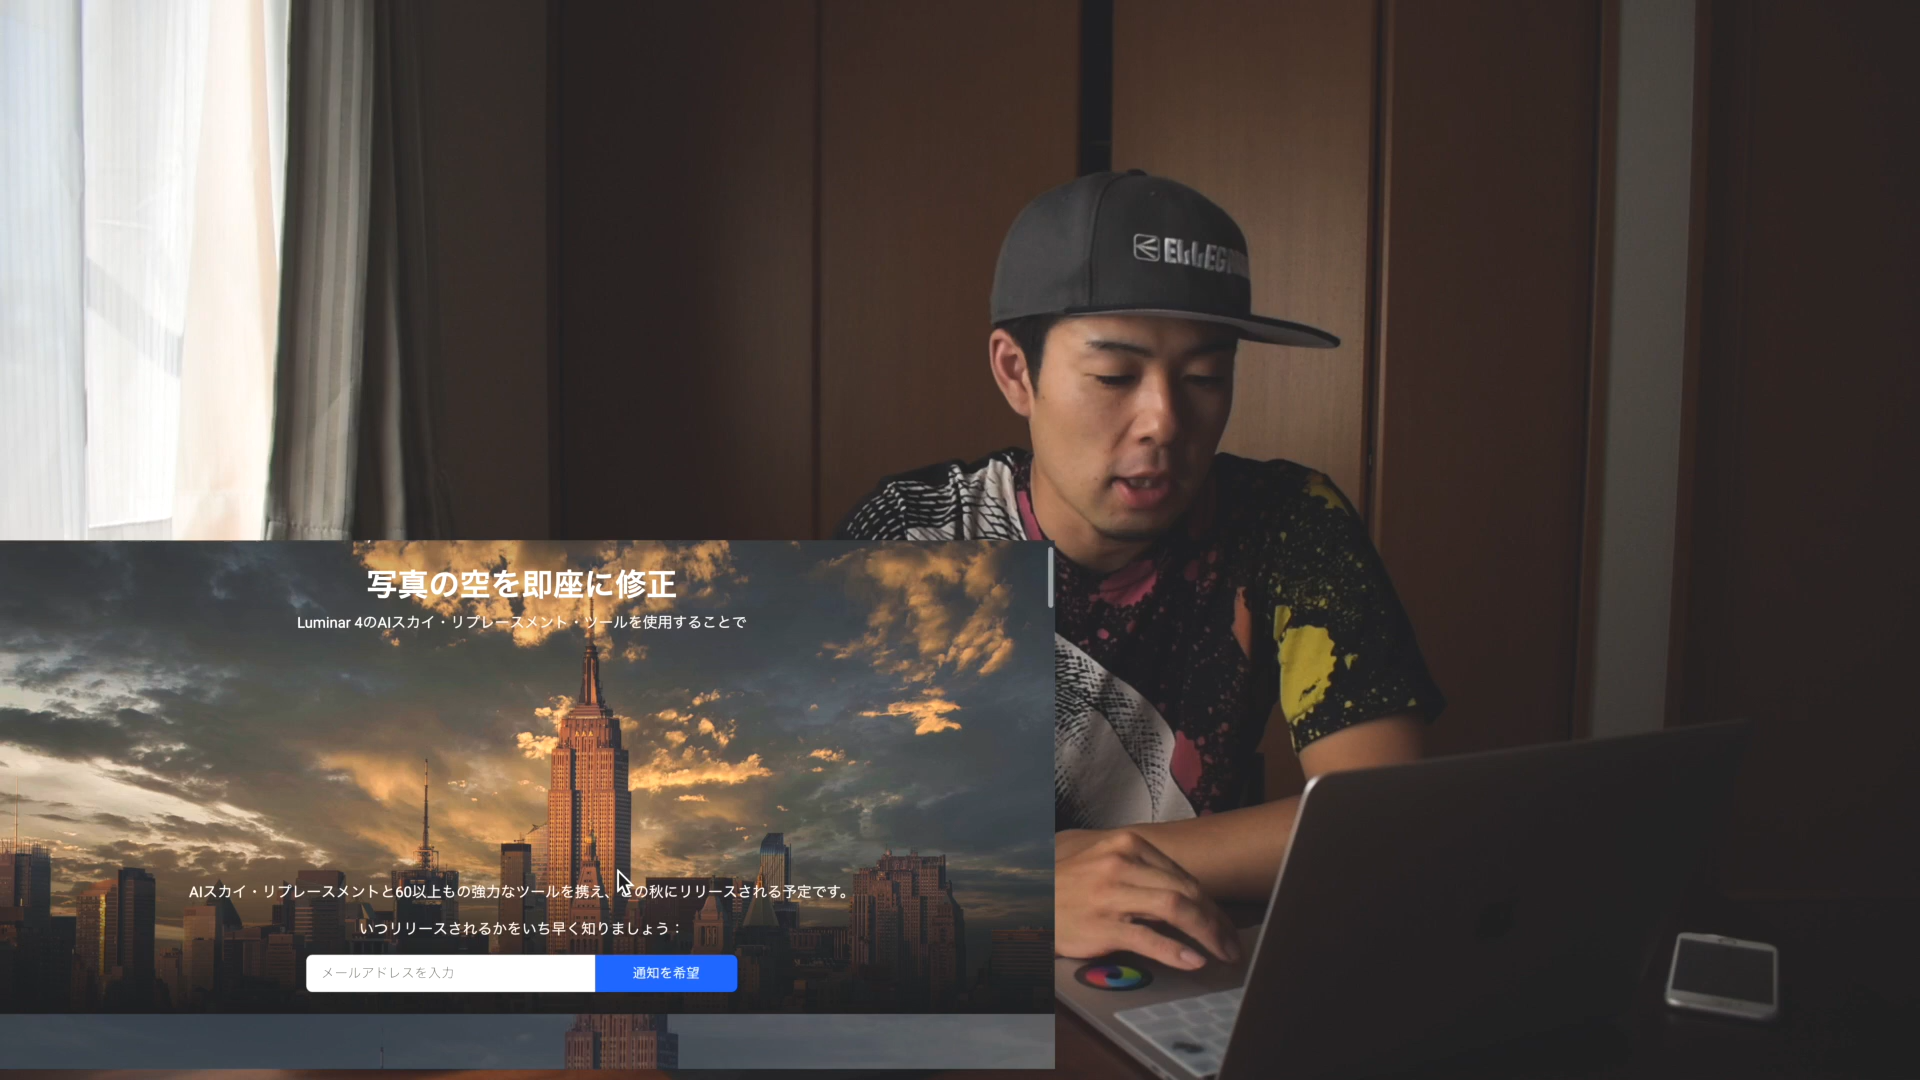 写真の空を即座に修正
Luminar 4のAIスカイ・リプレースメント・ツールを使用することで
AIスカイ・リプレースメントと60以上もの強力なツールを携え、この秋にリリースされる予定です。
いつリリースされるかをいち早く知りましょう：
メールアドレスを入力
通知を希望